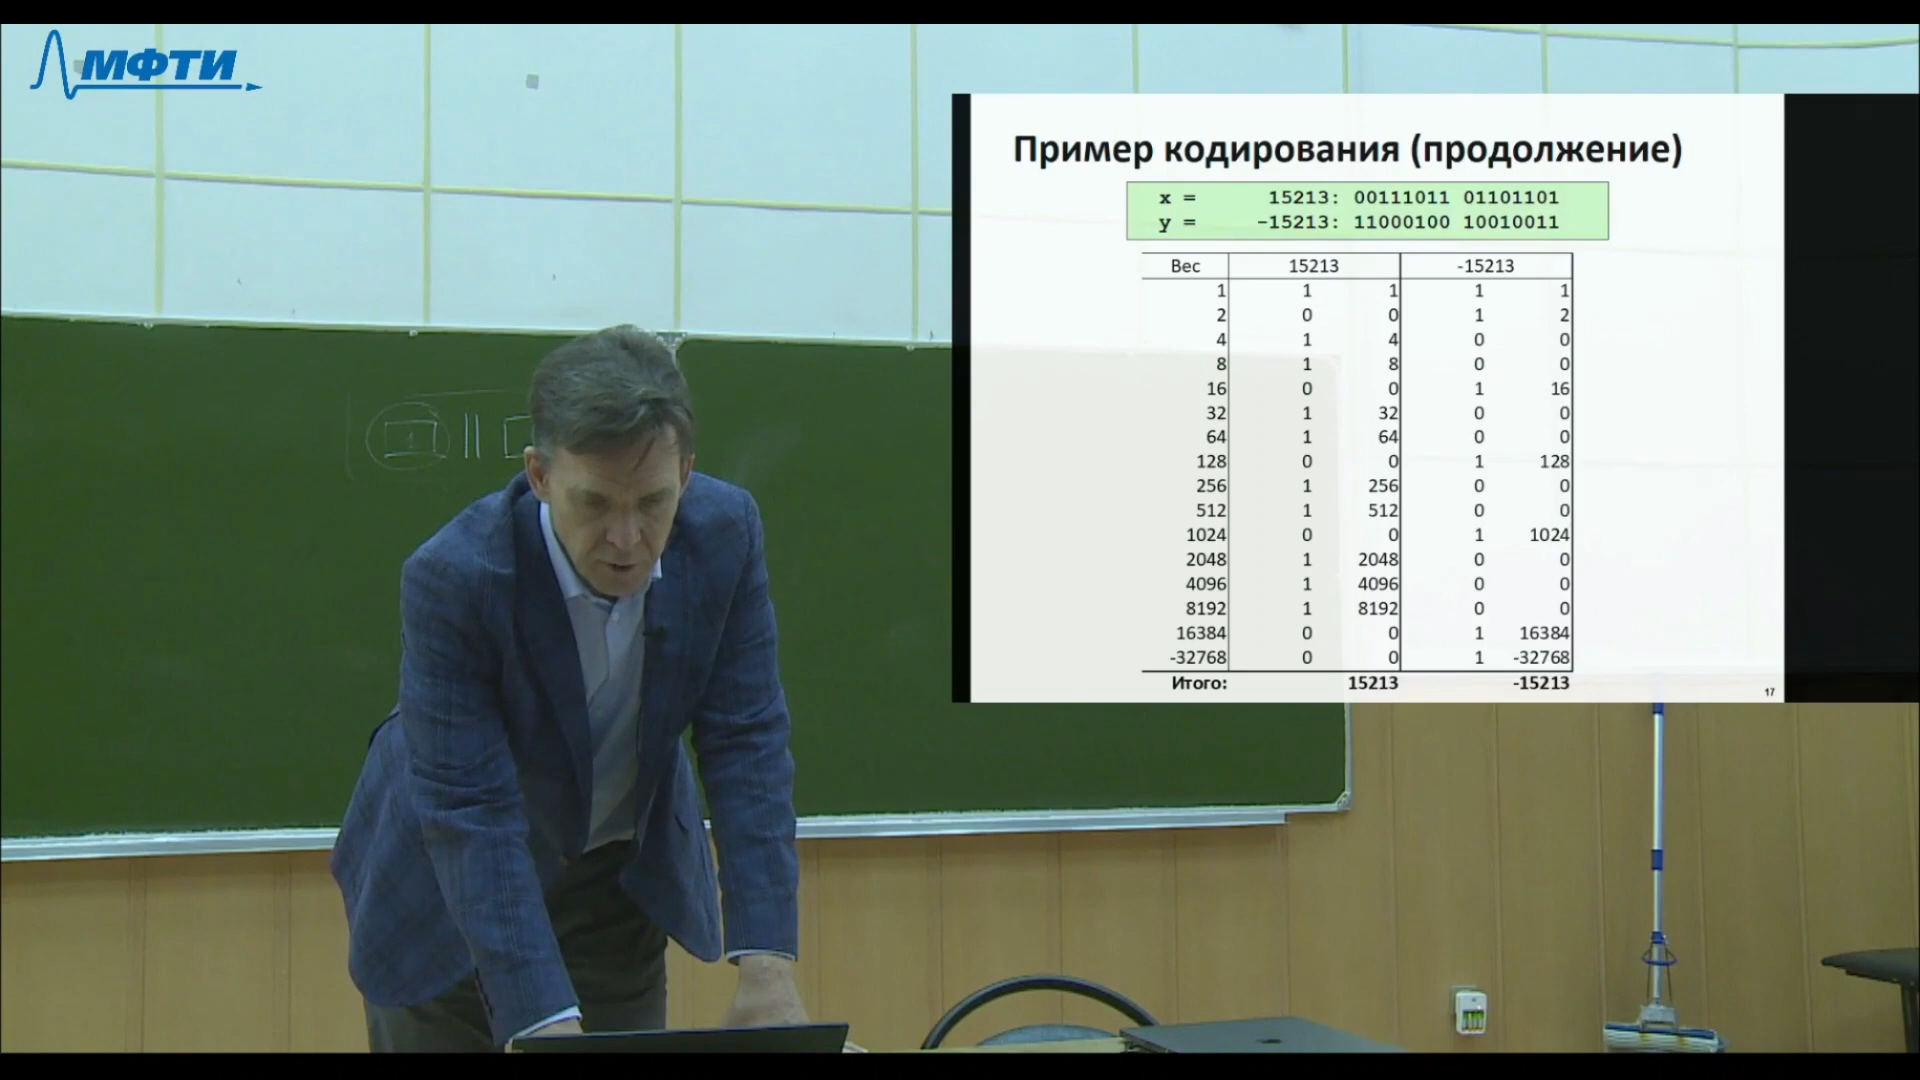 МФТИ
Пример кодирования (продолжение)
x = 15213: 00111011 01101101
y = -15213: 11000100 10010011
Вес 15213 -15213
1 1 1 1 1
2 0 0 1 2
4 1 4 0 0
8 1 8 0 0
16 0 0 1 16
32 1 32 0 0
64 1 64 0 0
128 0 0 1 128
256 1 256 0 0
512 1 512 0 0
1024 0 0 1 1024
2048 1 2048 0 0
4096 1 4096 0 0
8192 1 8192 0 0
16384 0 0 1 16384
-32768 0 0 1 -32768
Итого: 15213 -15213
17